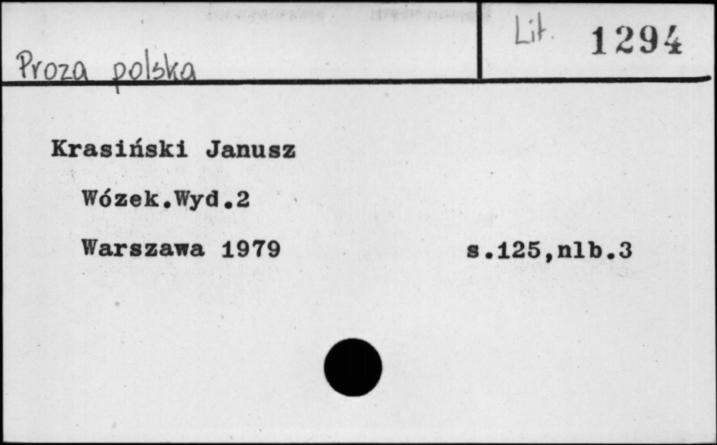 Proza polska
Lit. 1294
Krasiński Janusz
Wózek.Wyd.2
Warszawa 1979 s.125,nlb.3